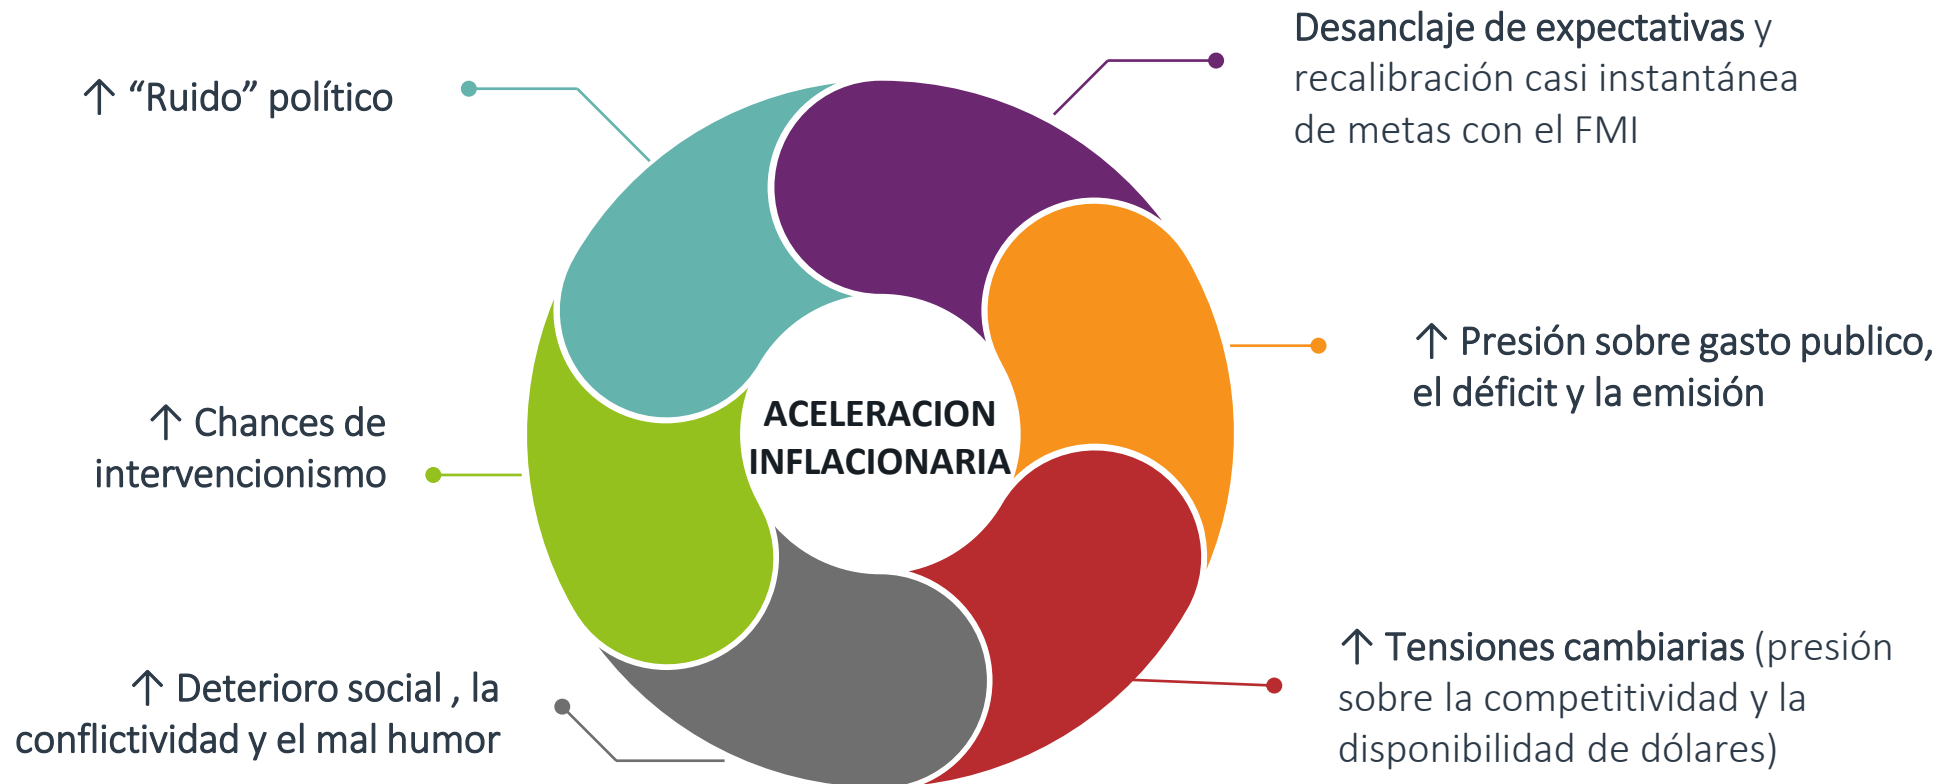 Desanclaje de expectativas y
recalibración casi instantánea
de metas con el FMI
↑ “Ruido” político
↑ Presión sobre gasto publico,
el déficit y la emisión
ACELERACION
INFLACIONARIA
↑ Chances de
intervencionismo
↑ Tensiones cambiarias (presión
sobre la competitividad y la
disponibilidad de dólares)
↑ Deterioro social , la
conflictividad y el mal humor